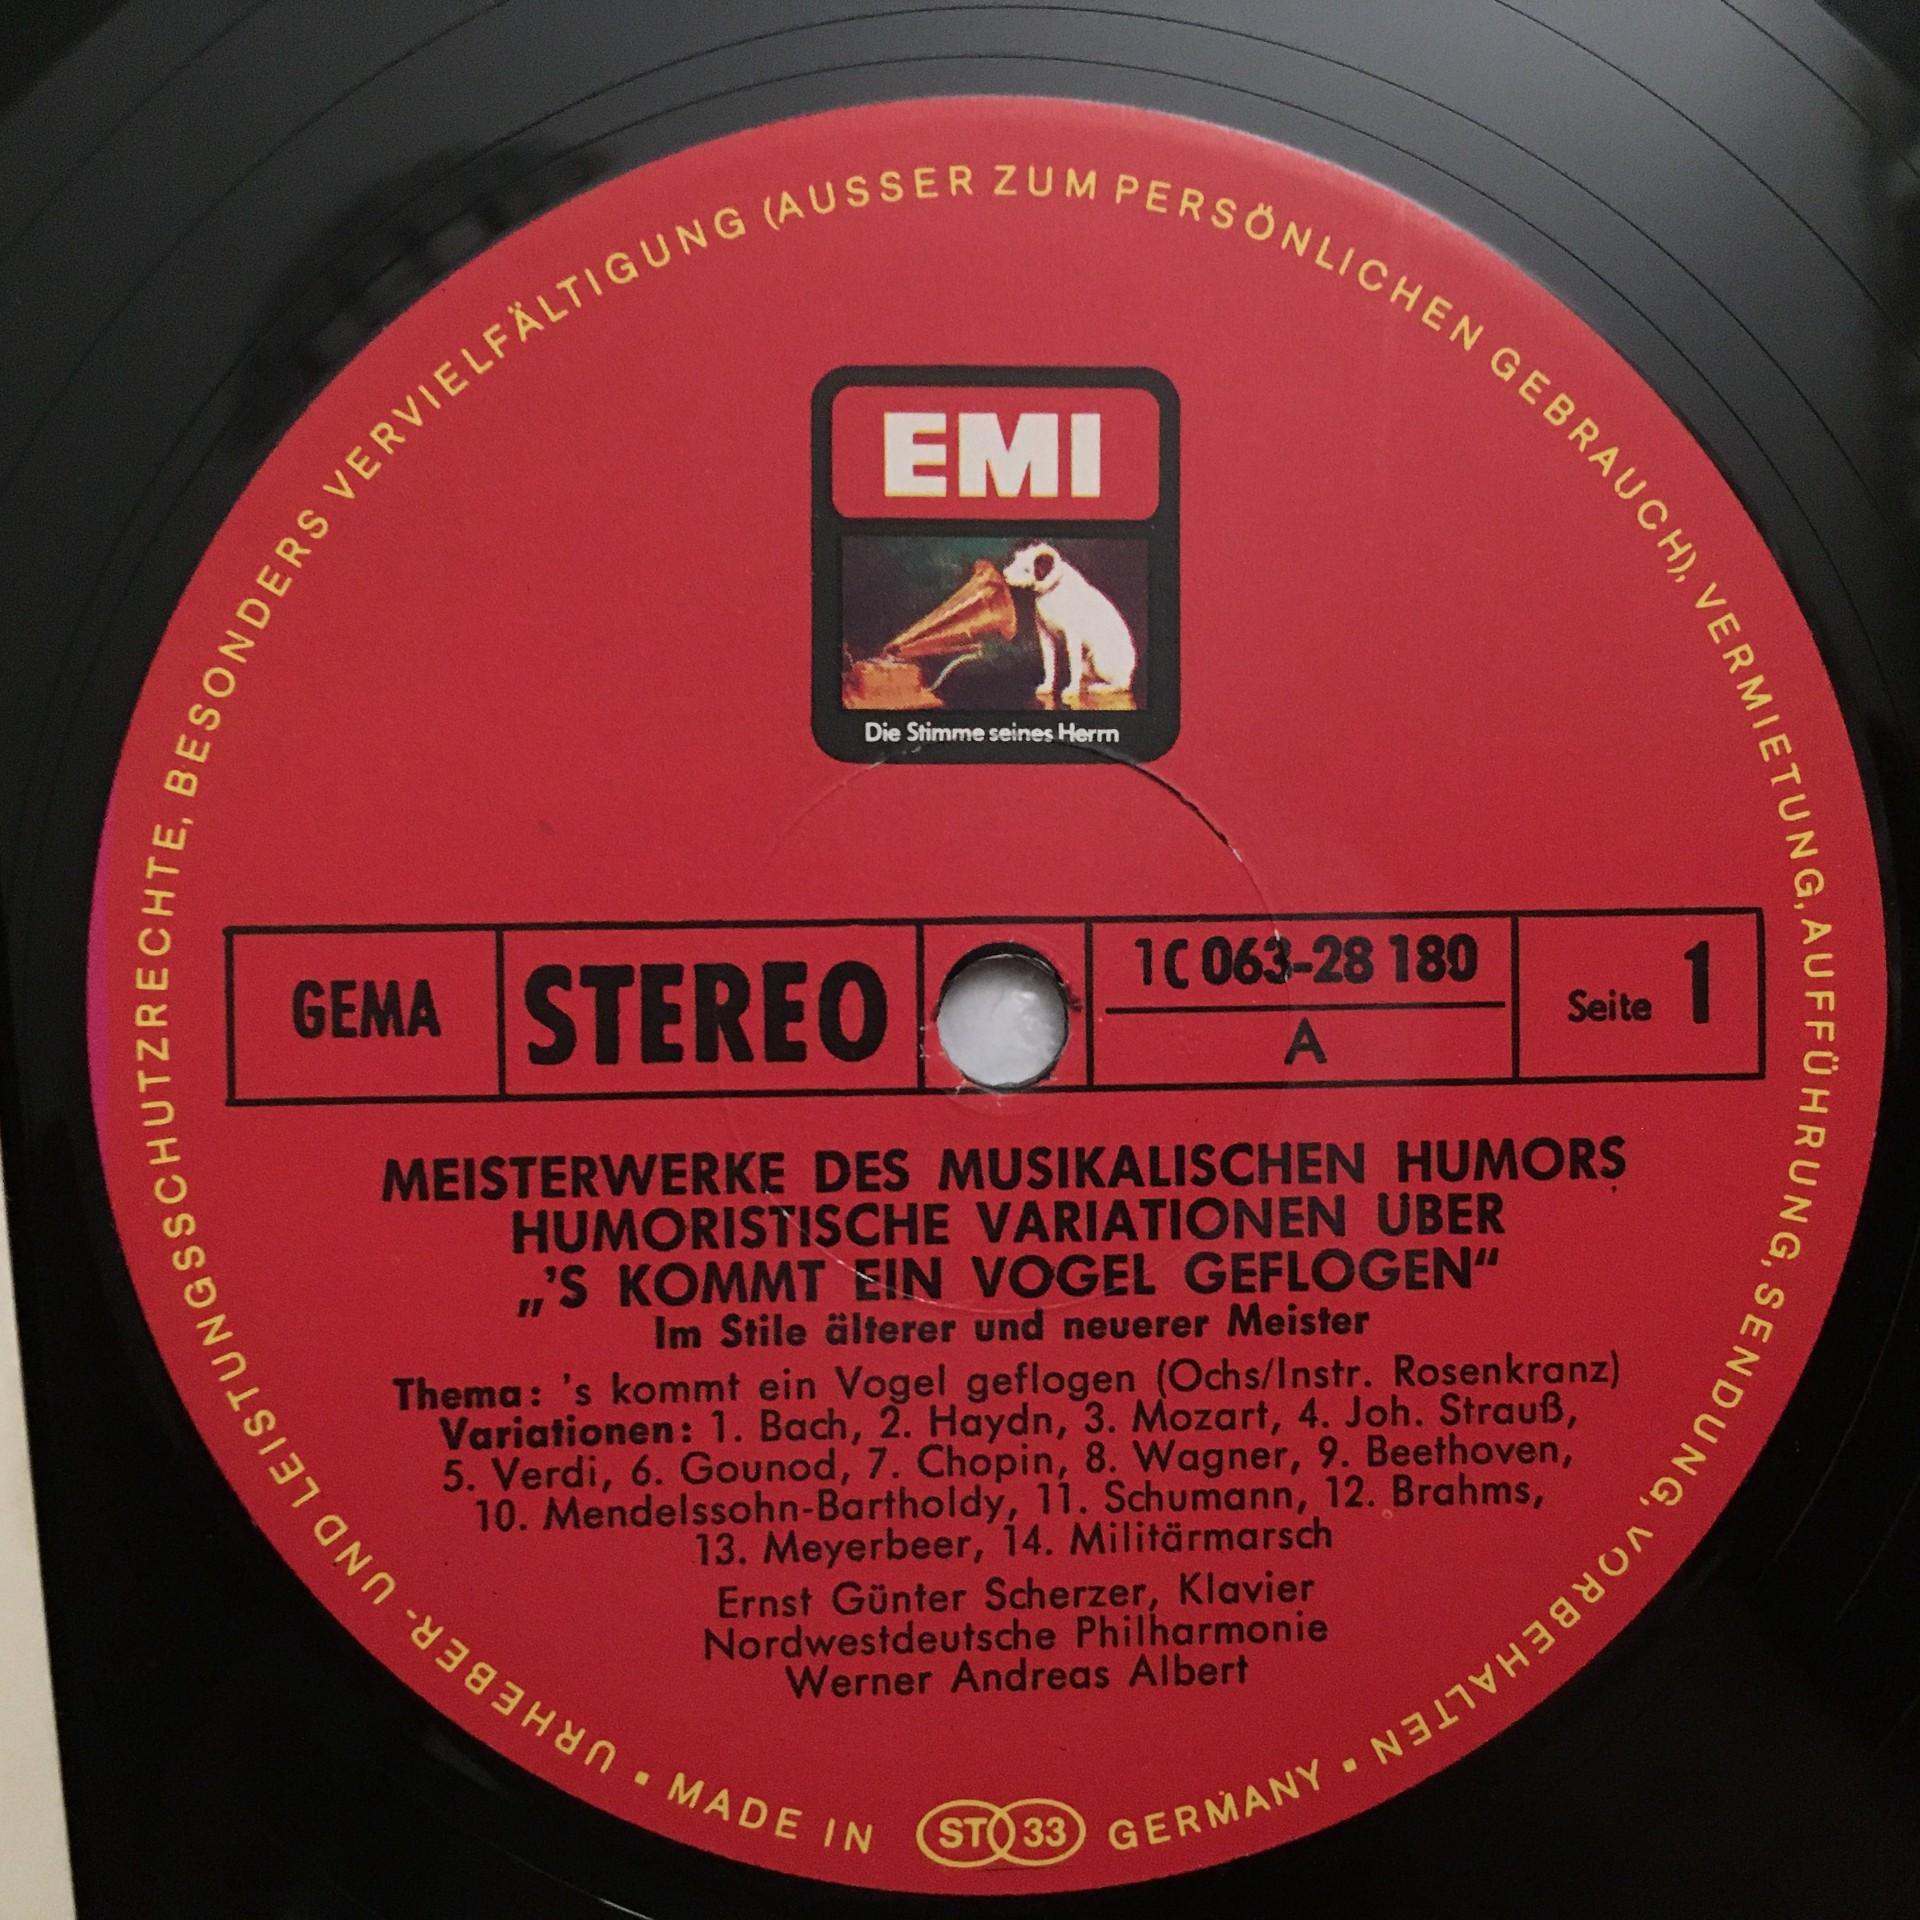 URHEBER- UND LEISTUNGSSCHUTZRECHTE, BESONDERS VERVIELFÄLTIGUNG (AUSSER ZUM PERSÖNLICHEN GEBRAUCH), VERMIETUNG, AUFFÜHRUNG, SENDUNG, VORBEHALTEN •
EMI
Die Stimme seines Herrn
GEMA
STEREO
1C 063-28 180
A
Seite 1
MEISTERWERKE DES MUSIKALISCHEN HUMORS
HUMORISTISCHE VARIATIONEN ÜBER
„'S KOMMT EIN VOGEL GEFLOGEN“
Im Stile älterer und neuerer Meister
Thema: 's kommt ein Vogel geflogen (Ochs/Instr. Rosenkranz)
Variationen: 1. Bach, 2. Haydn, 3. Mozart, 4. Joh. Strauß,
5. Verdi, 6. Gounod, 7. Chopin, 8. Wagner, 9. Beethoven,
10. Mendelssohn-Bartholdy, 11. Schumann, 12. Brahms,
13. Meyerbeer, 14. Militärmarsch
Ernst Günter Scherzer, Klavier
Nordwestdeutsche Philharmonie
Werner Andreas Albert
• MADE IN ST 33 GERMANY